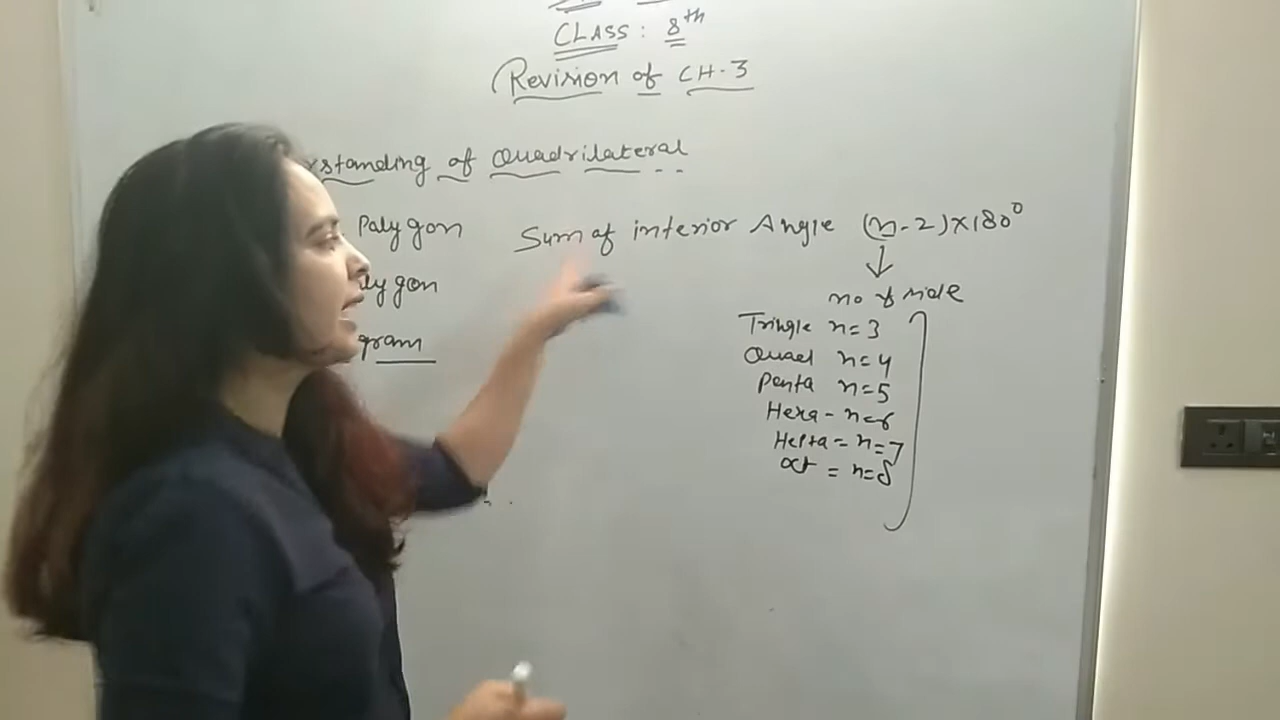 CLASS : 8th
Revision of CH-3
rstanding of Quadrilateral
Polygon
lygon
gram
Sum of interior Angle (n-2)×180°
no of side
Tringle n=3
Quad n=4
Penta n=5
Hexa- n=6
Hepta = n=7
Oct = n=8